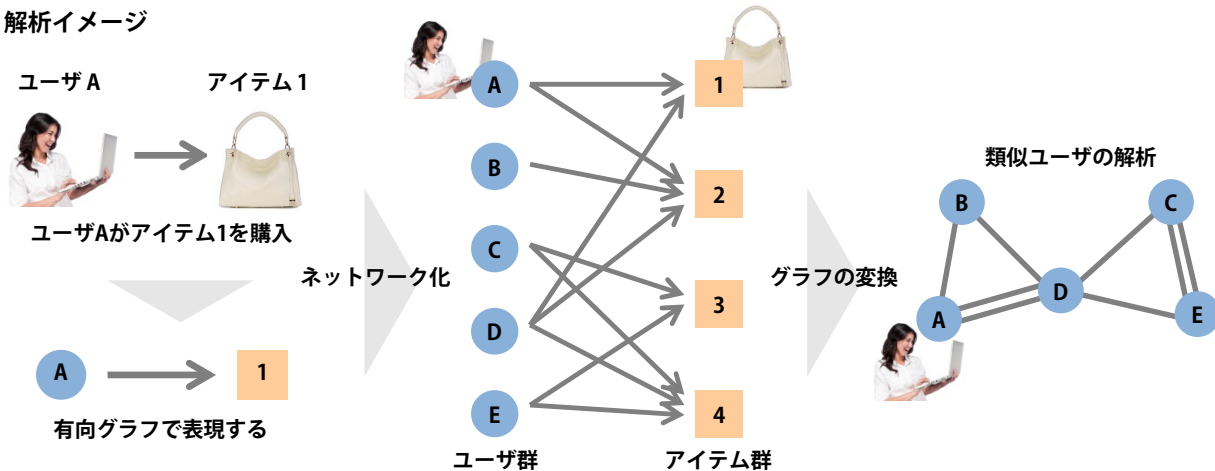 解析イメージ
ユーザ A
アイテム 1
ユーザAがアイテム1を購入
A
1
有向グラフで表現する
ネットワーク化
A
B
C
D
E
ユーザ群
1
2
3
4
アイテム群
グラフの変換
類似ユーザの解析
B
C
D
A
E